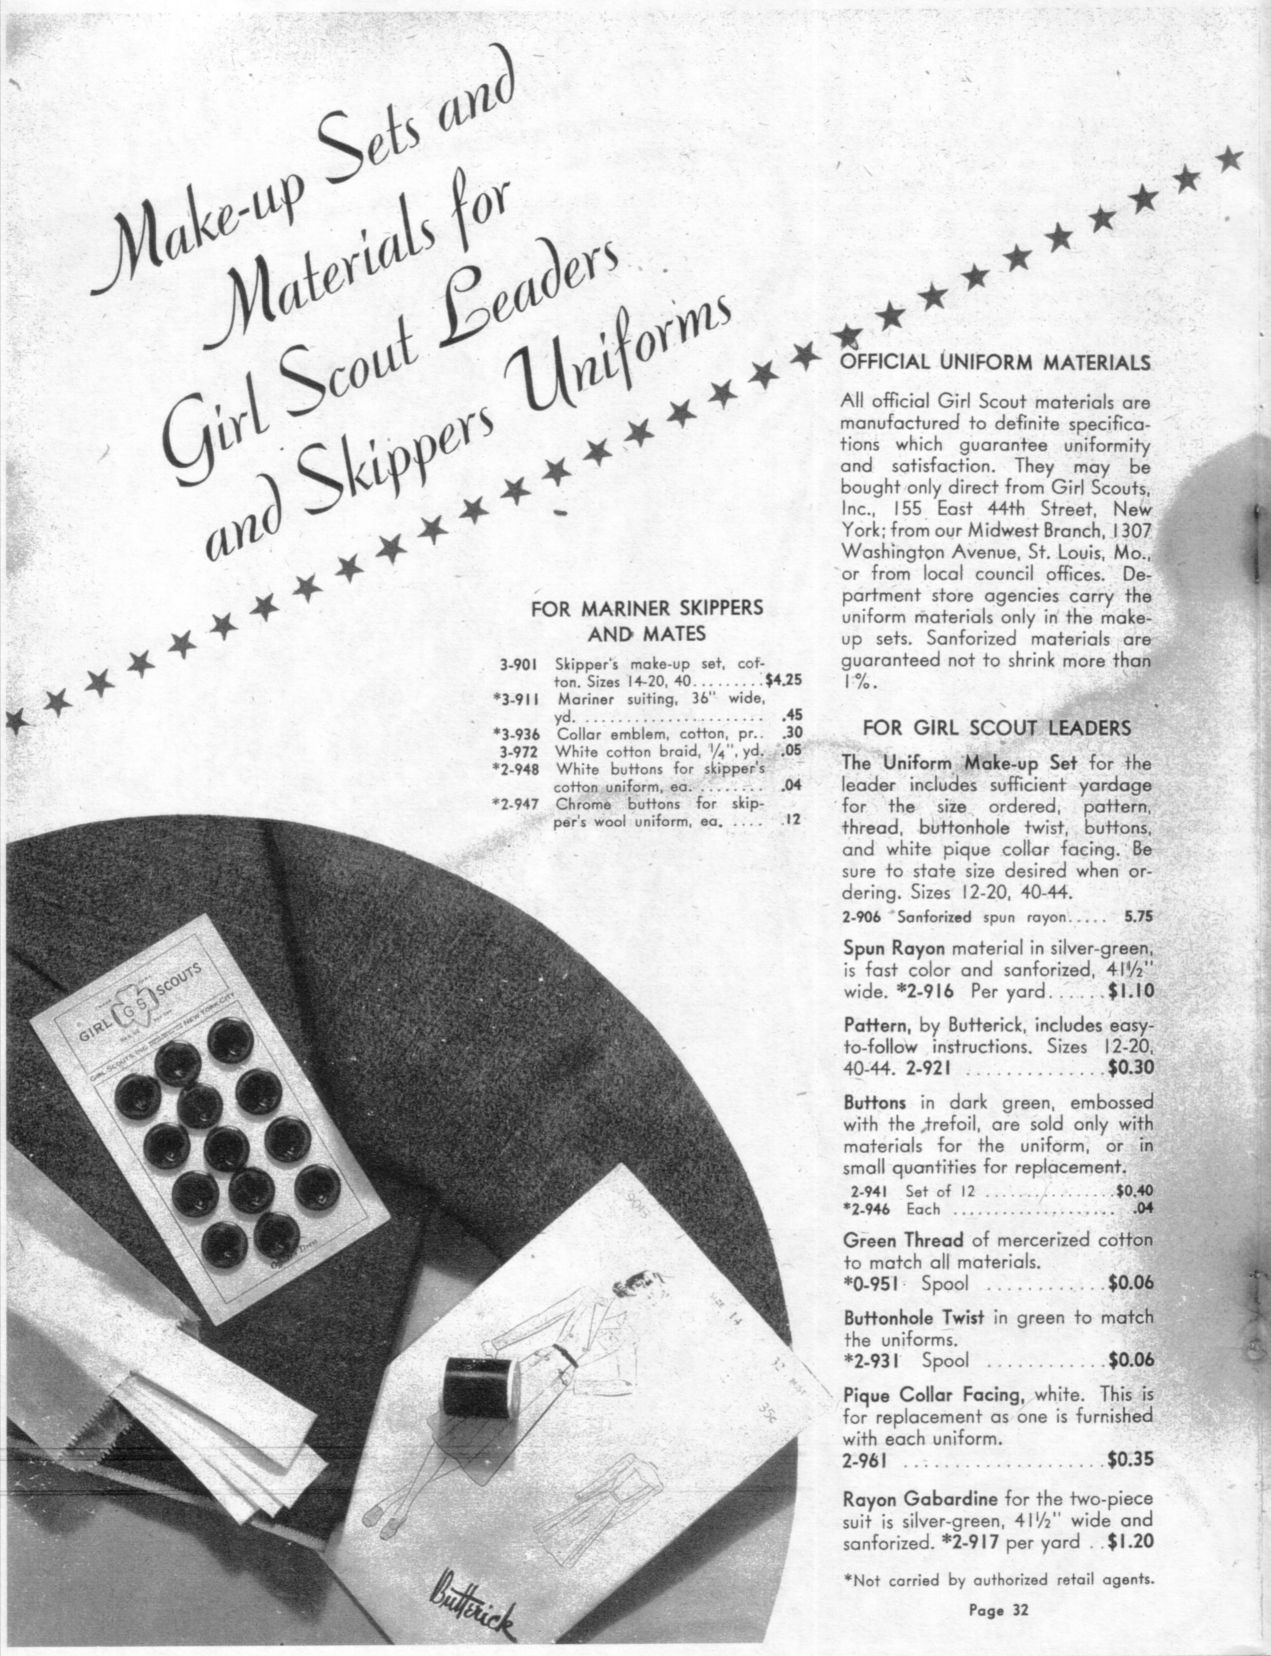 Make-up Sets and
Materials for
Girl Scout Leaders
and Skippers Uniforms
FOR MARINER SKIPPERS
AND MATES
3-901 Skipper's make-up set, cot-
ton. Sizes 14-20, 40.........$4.25
*3-911 Mariner suiting, 36" wide,
yd. ...................... .45
*3-936 Collar emblem, cotton, pr.. .30
3-972 White cotton braid, ¼", yd. .05
*2-948 White buttons for skipper's
cotton uniform, ea. ........ .04
*2-947 Chrome buttons for skip-
per's wool uniform, ea. .... .12
OFFICIAL UNIFORM MATERIALS
All official Girl Scout materials are
manufactured to definite specifica-
tions which guarantee uniformity
and satisfaction. They may be
bought only direct from Girl Scouts,
Inc., 155 East 44th Street, New
York; from our Midwest Branch, 1307
Washington Avenue, St. Louis, Mo.,
or from local council offices. De-
partment store agencies carry the
uniform materials only in the make-
up sets. Sanforized materials are
guaranteed not to shrink more than
1%.
FOR GIRL SCOUT LEADERS
The Uniform Make-up Set for the
leader includes sufficient yardage
for the size ordered, pattern,
thread, buttonhole twist, buttons,
and white pique collar facing. Be
sure to state size desired when or-
dering. Sizes 12-20, 40-44.
2-906 Sanforized spun rayon..... 5.75
Spun Rayon material in silver-green,
is fast color and sanforized, 41½"
wide. *2-916 Per yard......$1.10
Pattern, by Butterick, includes easy-
to-follow instructions. Sizes 12-20,
40-44. 2-921 ..............$0.30
Buttons in dark green, embossed
with the trefoil, are sold only with
materials for the uniform, or in
small quantities for replacement.
2-941 Set of 12 ..............$0.40
*2-946 Each .................. .04
Green Thread of mercerized cotton
to match all materials.
*0-951 Spool ............$0.06
Buttonhole Twist in green to match
the uniforms.
*2-931 Spool ............$0.06
Pique Collar Facing, white. This is
for replacement as one is furnished
with each uniform.
2-961 ....................$0.35
Rayon Gabardine for the two-piece
suit is silver-green, 41½" wide and
sanforized. *2-917 per yard ..$1.20
*Not carried by authorized retail agents.
Page 32
GIRL GS SCOUTS
GIRL SCOUTS, INC. NEW YORK CITY
Size 14
35¢
Butterick